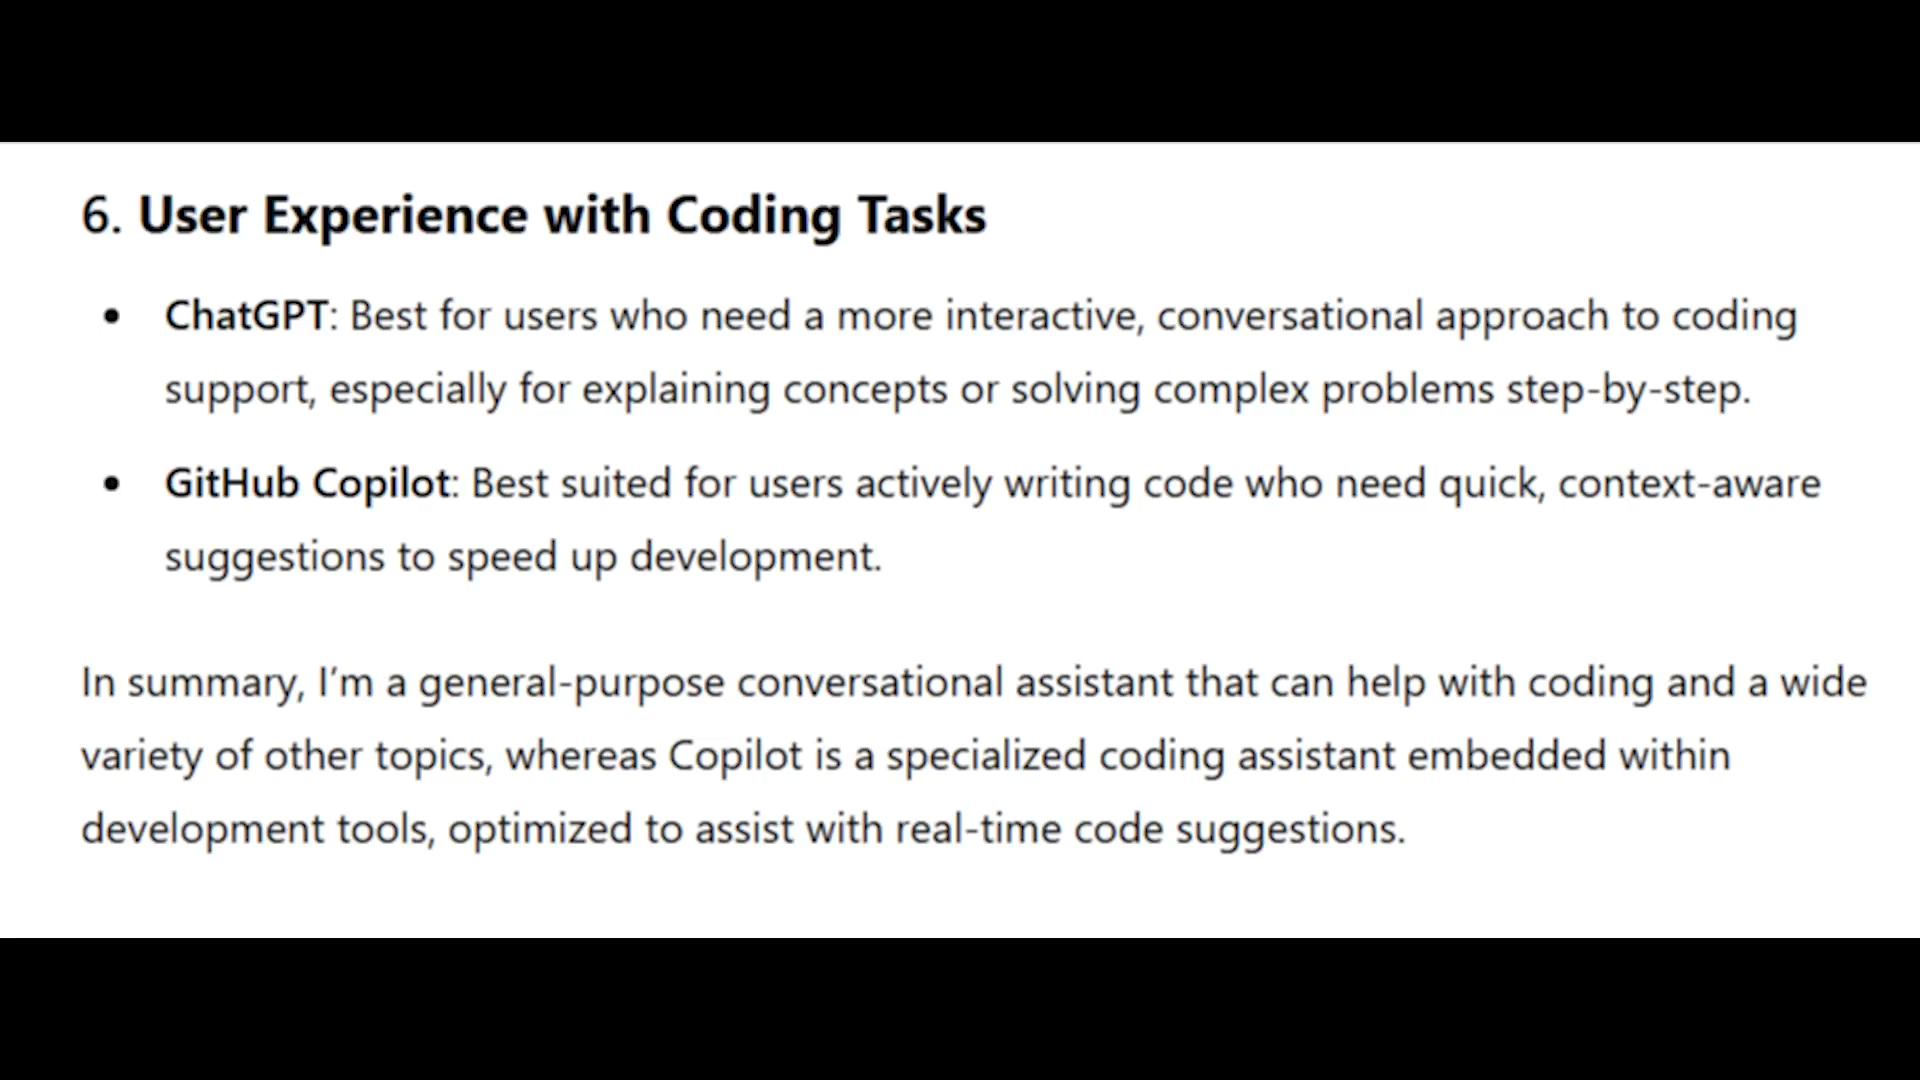 6. User Experience with Coding Tasks
• ChatGPT: Best for users who need a more interactive, conversational approach to coding
support, especially for explaining concepts or solving complex problems step-by-step.
• GitHub Copilot: Best suited for users actively writing code who need quick, context-aware
suggestions to speed up development.
In summary, I’m a general-purpose conversational assistant that can help with coding and a wide
variety of other topics, whereas Copilot is a specialized coding assistant embedded within
development tools, optimized to assist with real-time code suggestions.